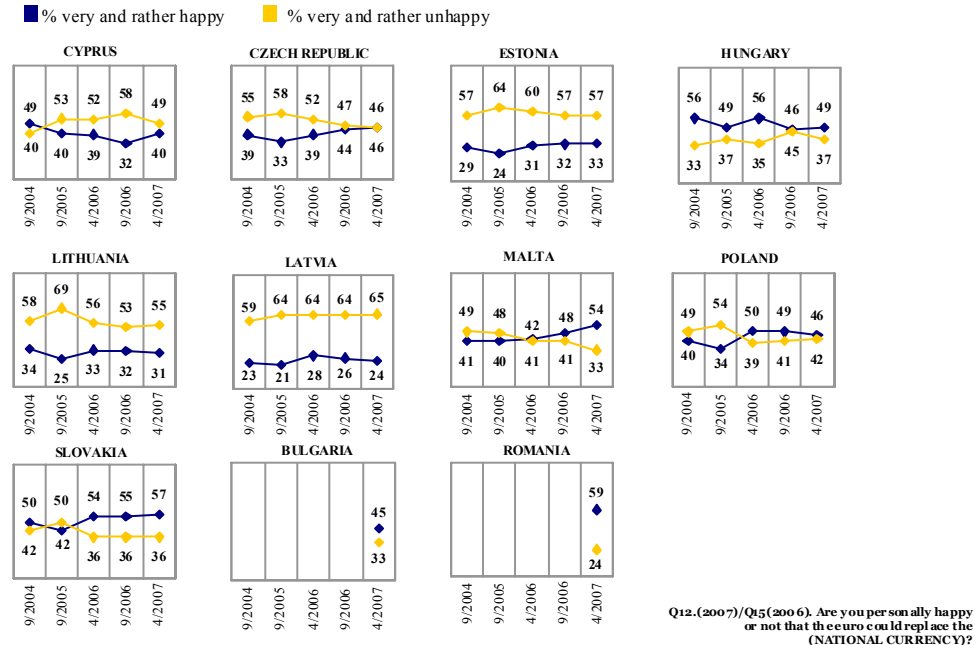 % very and rather happy % very and rather unhappy
CYPRUS CZECH REPUBLIC ESTONIA HUNGARY
49 53 52 58 49
40 40 39 32 40
9/2004 9/2005 4/2006 9/2006 4/2007
55 58 52 47 46
39 33 39 44 46
9/2004 9/2005 4/2006 9/2006 4/2007
57 64 60 57 57
29 24 31 32 33
9/2004 9/2005 4/2006 9/2006 4/2007
56 49 56 46 49
33 37 35 45 37
9/2004 9/2005 4/2006 9/2006 4/2007
LITHUANIA LATVIA MALTA POLAND
58 69 56 53 55
34 25 33 32 31
9/2004 9/2005 4/2006 9/2006 4/2007
59 64 64 64 65
23 21 28 26 24
9/2004 9/2005 4/2006 9/2006 4/2007
49 48 42 48 54
41 40 41 41 33
9/2004 9/2005 4/2006 9/2006 4/2007
49 54 50 49 46
40 34 39 41 42
9/2004 9/2005 4/2006 9/2006 4/2007
SLOVAKIA BULGARIA ROMANIA
50 50 54 55 57
42 42 36 36 36
9/2004 9/2005 4/2006 9/2006 4/2007
45
33
9/2004 9/2005 4/2006 9/2006 4/2007
59
24
9/2004 9/2005 4/2006 9/2006 4/2007
Q12.(2007)/Q15(2006). Are you personally happy
or not that the euro could replace the
(NATIONAL CURRENCY)?